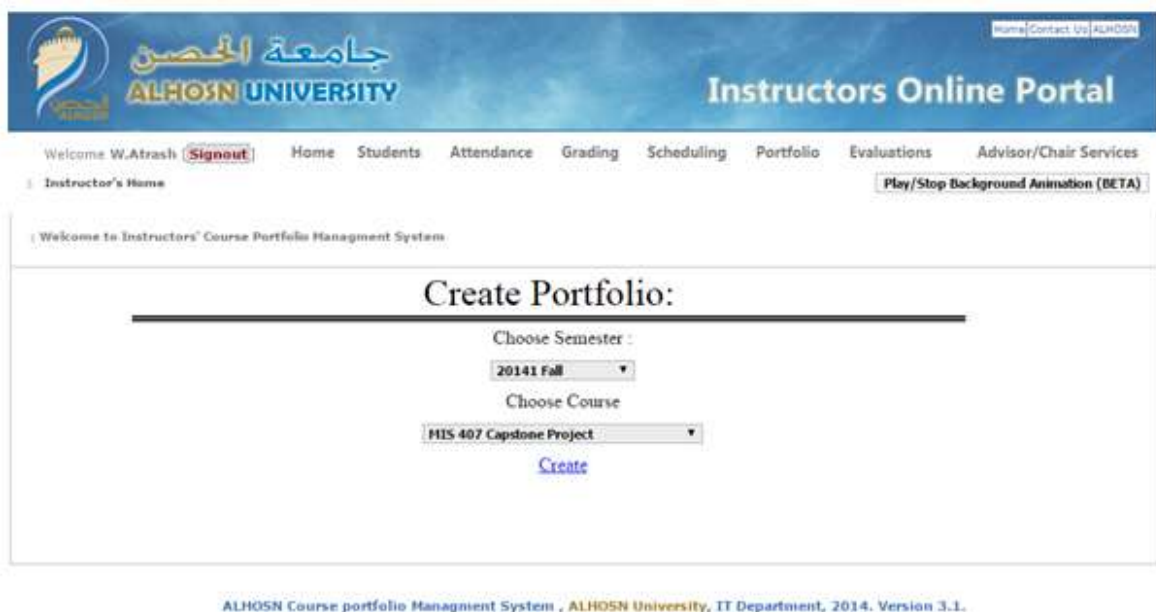 Home|Contact Us|ALHOSN
جامعة الحصن
ALHOSN UNIVERSITY
الحصن
ALHOSN
Instructors Online Portal
Welcome W.Atrash [Signout] Home Students Attendance Grading Scheduling Portfolio Evaluations Advisor/Chair Services
Instructor's Home
Play/Stop Background Animation (BETA)
Welcome to Instructors' Course Portfolio Managment System
Create Portfolio:
Choose Semester :
20141 Fall
Choose Course
MIS 407 Capstone Project
Create
ALHOSN Course portfolio Managment System , ALHOSN University, IT Department, 2014. Version 3.1.